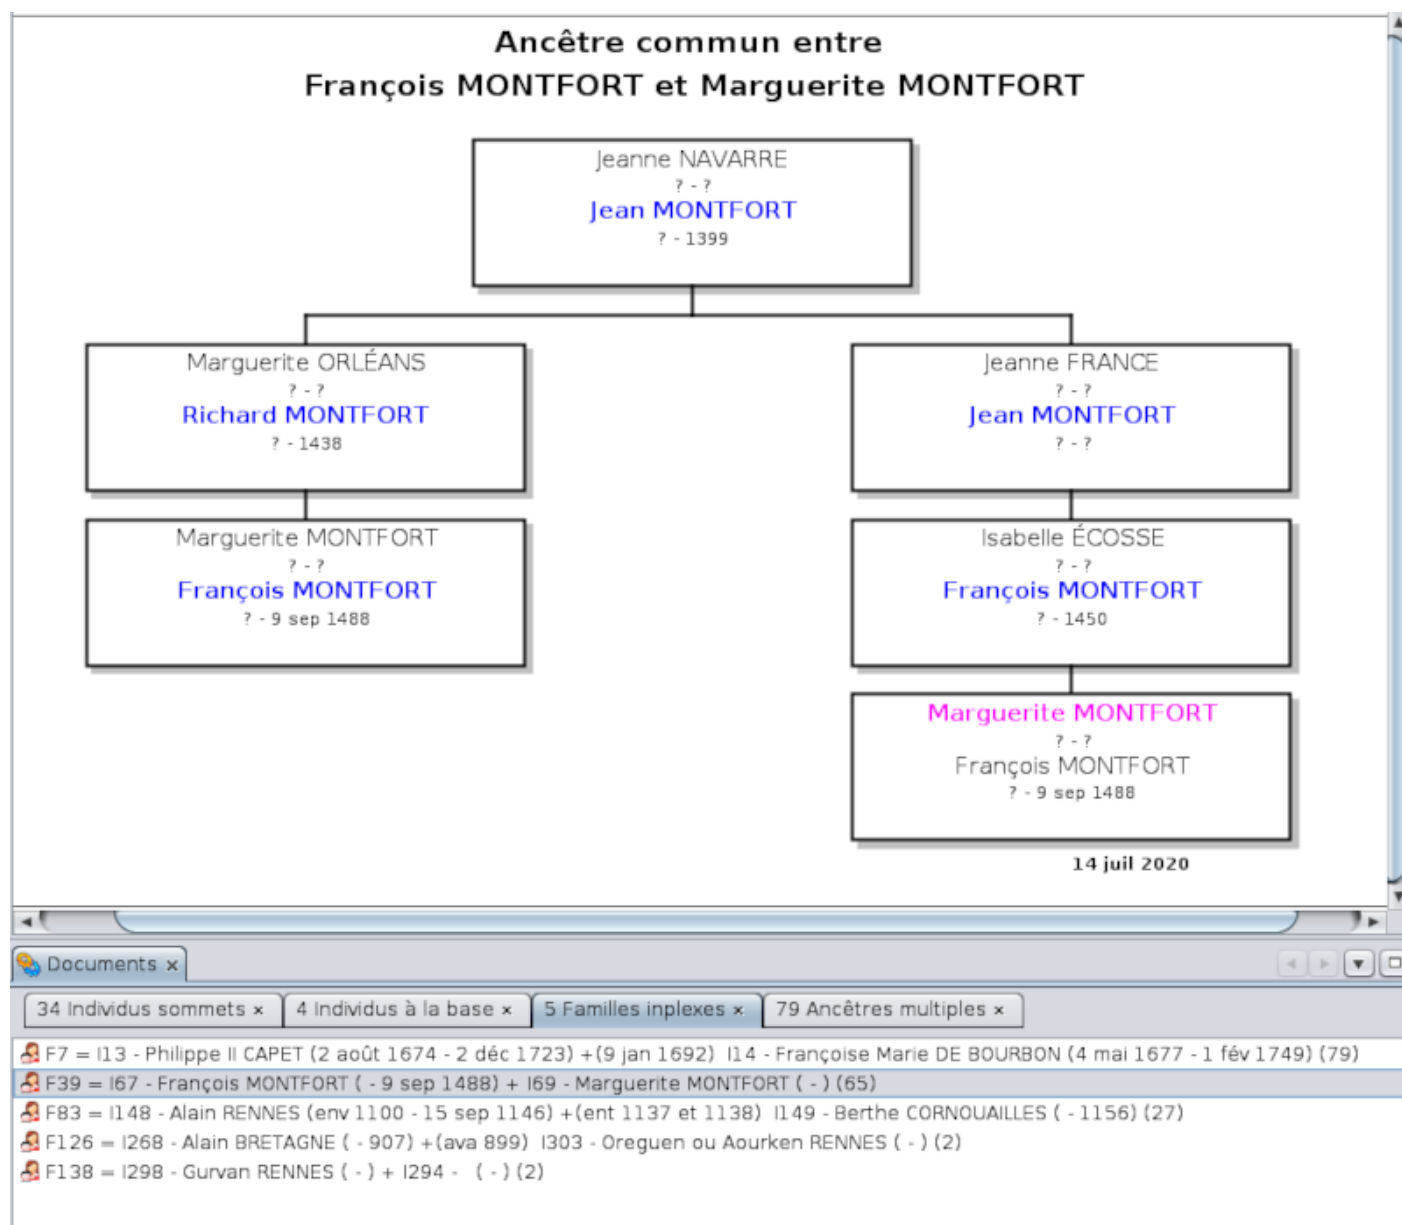 Ancêtre commun entre
François MONTFORT et Marguerite MONTFORT
Jeanne NAVARRE
? - ?
Jean MONTFORT
? - 1399
Marguerite ORLÉANS
? - ?
Richard MONTFORT
? - 1438
Jeanne FRANCE
? - ?
Jean MONTFORT
? - ?
Marguerite MONTFORT
? - ?
François MONTFORT
? - 9 sep 1488
Isabelle ÉCOSSE
? - ?
François MONTFORT
? - 1450
Marguerite MONTFORT
? - ?
François MONTFORT
? - 9 sep 1488
14 juil 2020
Documents ×
34 Individus sommets × 4 Individus à la base × 5 Familles inplexes × 79 Ancêtres multiples ×
F7 = I13 - Philippe II CAPET (2 août 1674 - 2 déc 1723) +(9 jan 1692) I14 - Françoise Marie DE BOURBON (4 mai 1677 - 1 fév 1749) (79)
F39 = I67 - François MONTFORT ( - 9 sep 1488) + I69 - Marguerite MONTFORT ( - ) (65)
F83 = I148 - Alain RENNES (env 1100 - 15 sep 1146) +(ent 1137 et 1138) I149 - Berthe CORNOUAILLES ( - 1156) (27)
F126 = I268 - Alain BRETAGNE ( - 907) +(ava 899) I303 - Oreguen ou Aourken RENNES ( - ) (2)
F138 = I298 - Gurvan RENNES ( - ) + I294 - ( - ) (2)